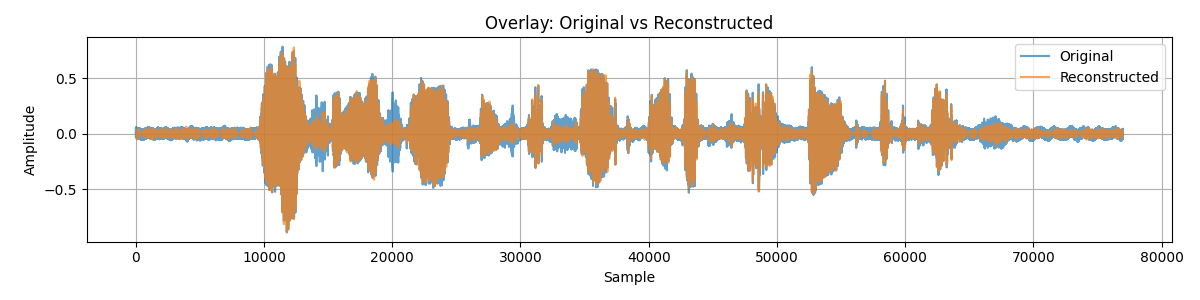 Overlay: Original vs Reconstructed
Original
Reconstructed
Amplitude
0.5
0.0
−0.5
0 10000 20000 30000 40000 50000 60000 70000 80000
Sample